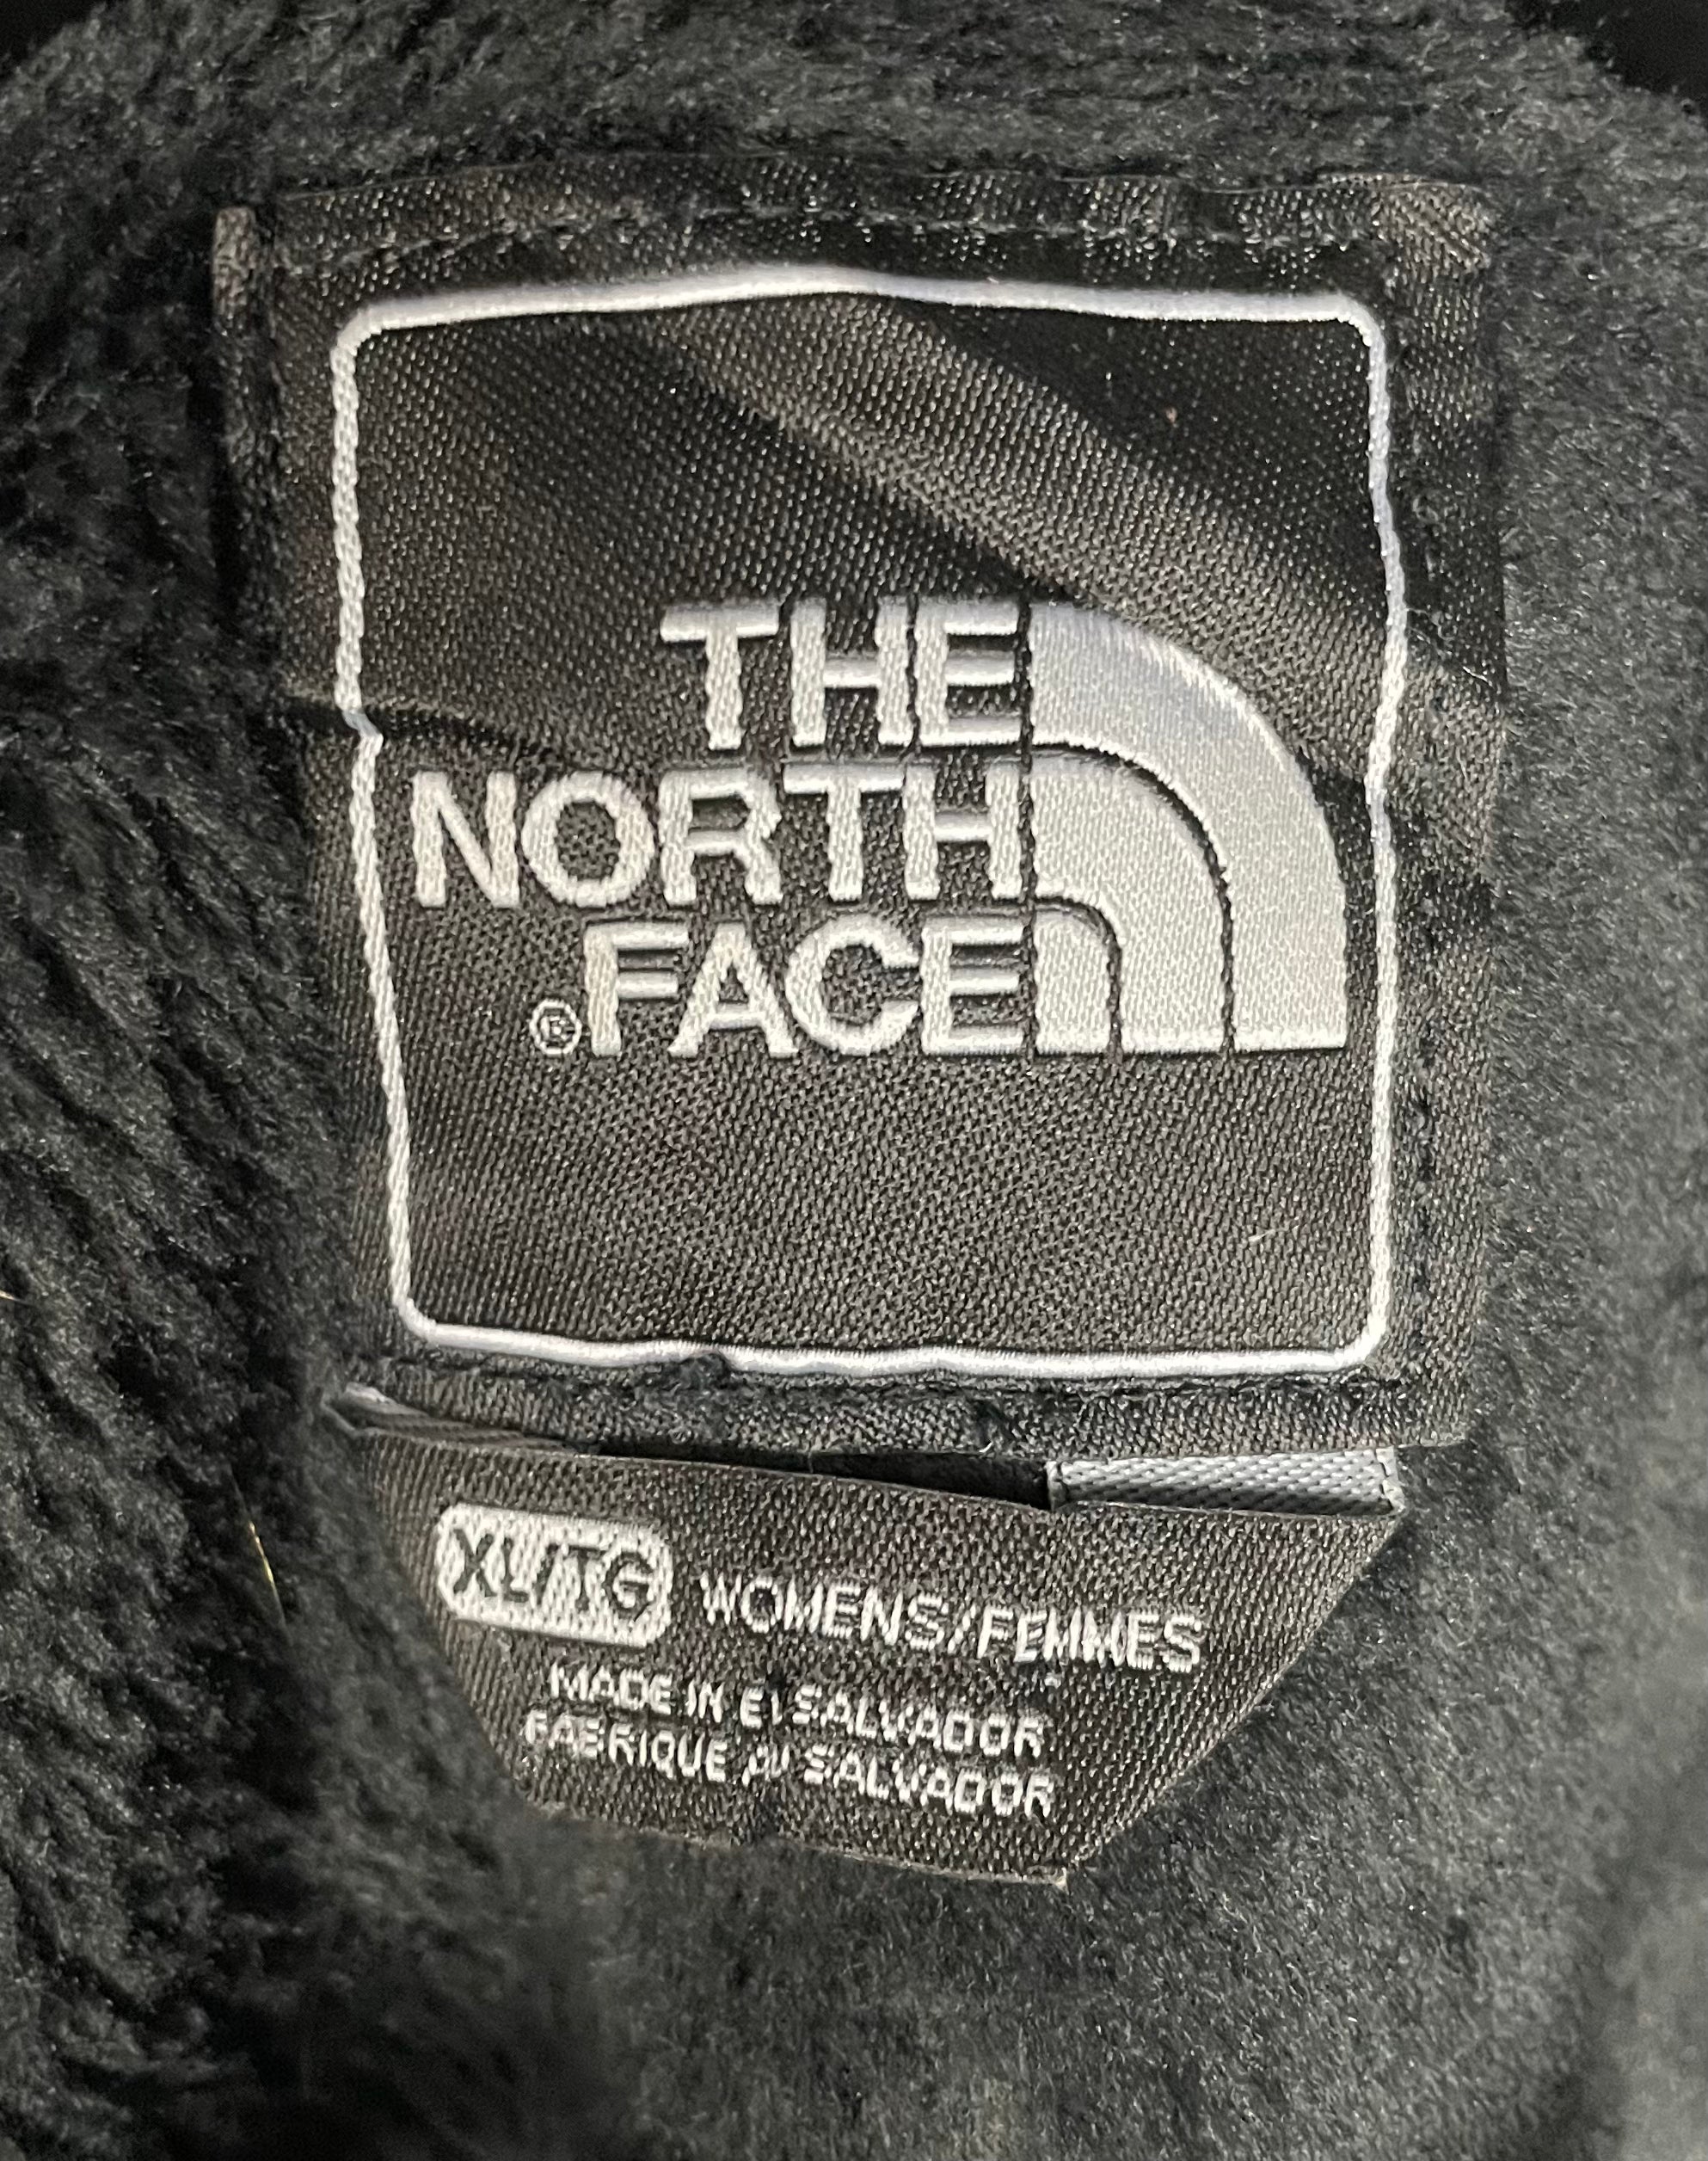 THE
NORTH
®FACE
XL/TG WOMENS/FEMMES
MADE IN El SALVADOR
FABRIQUE AU SALVADOR